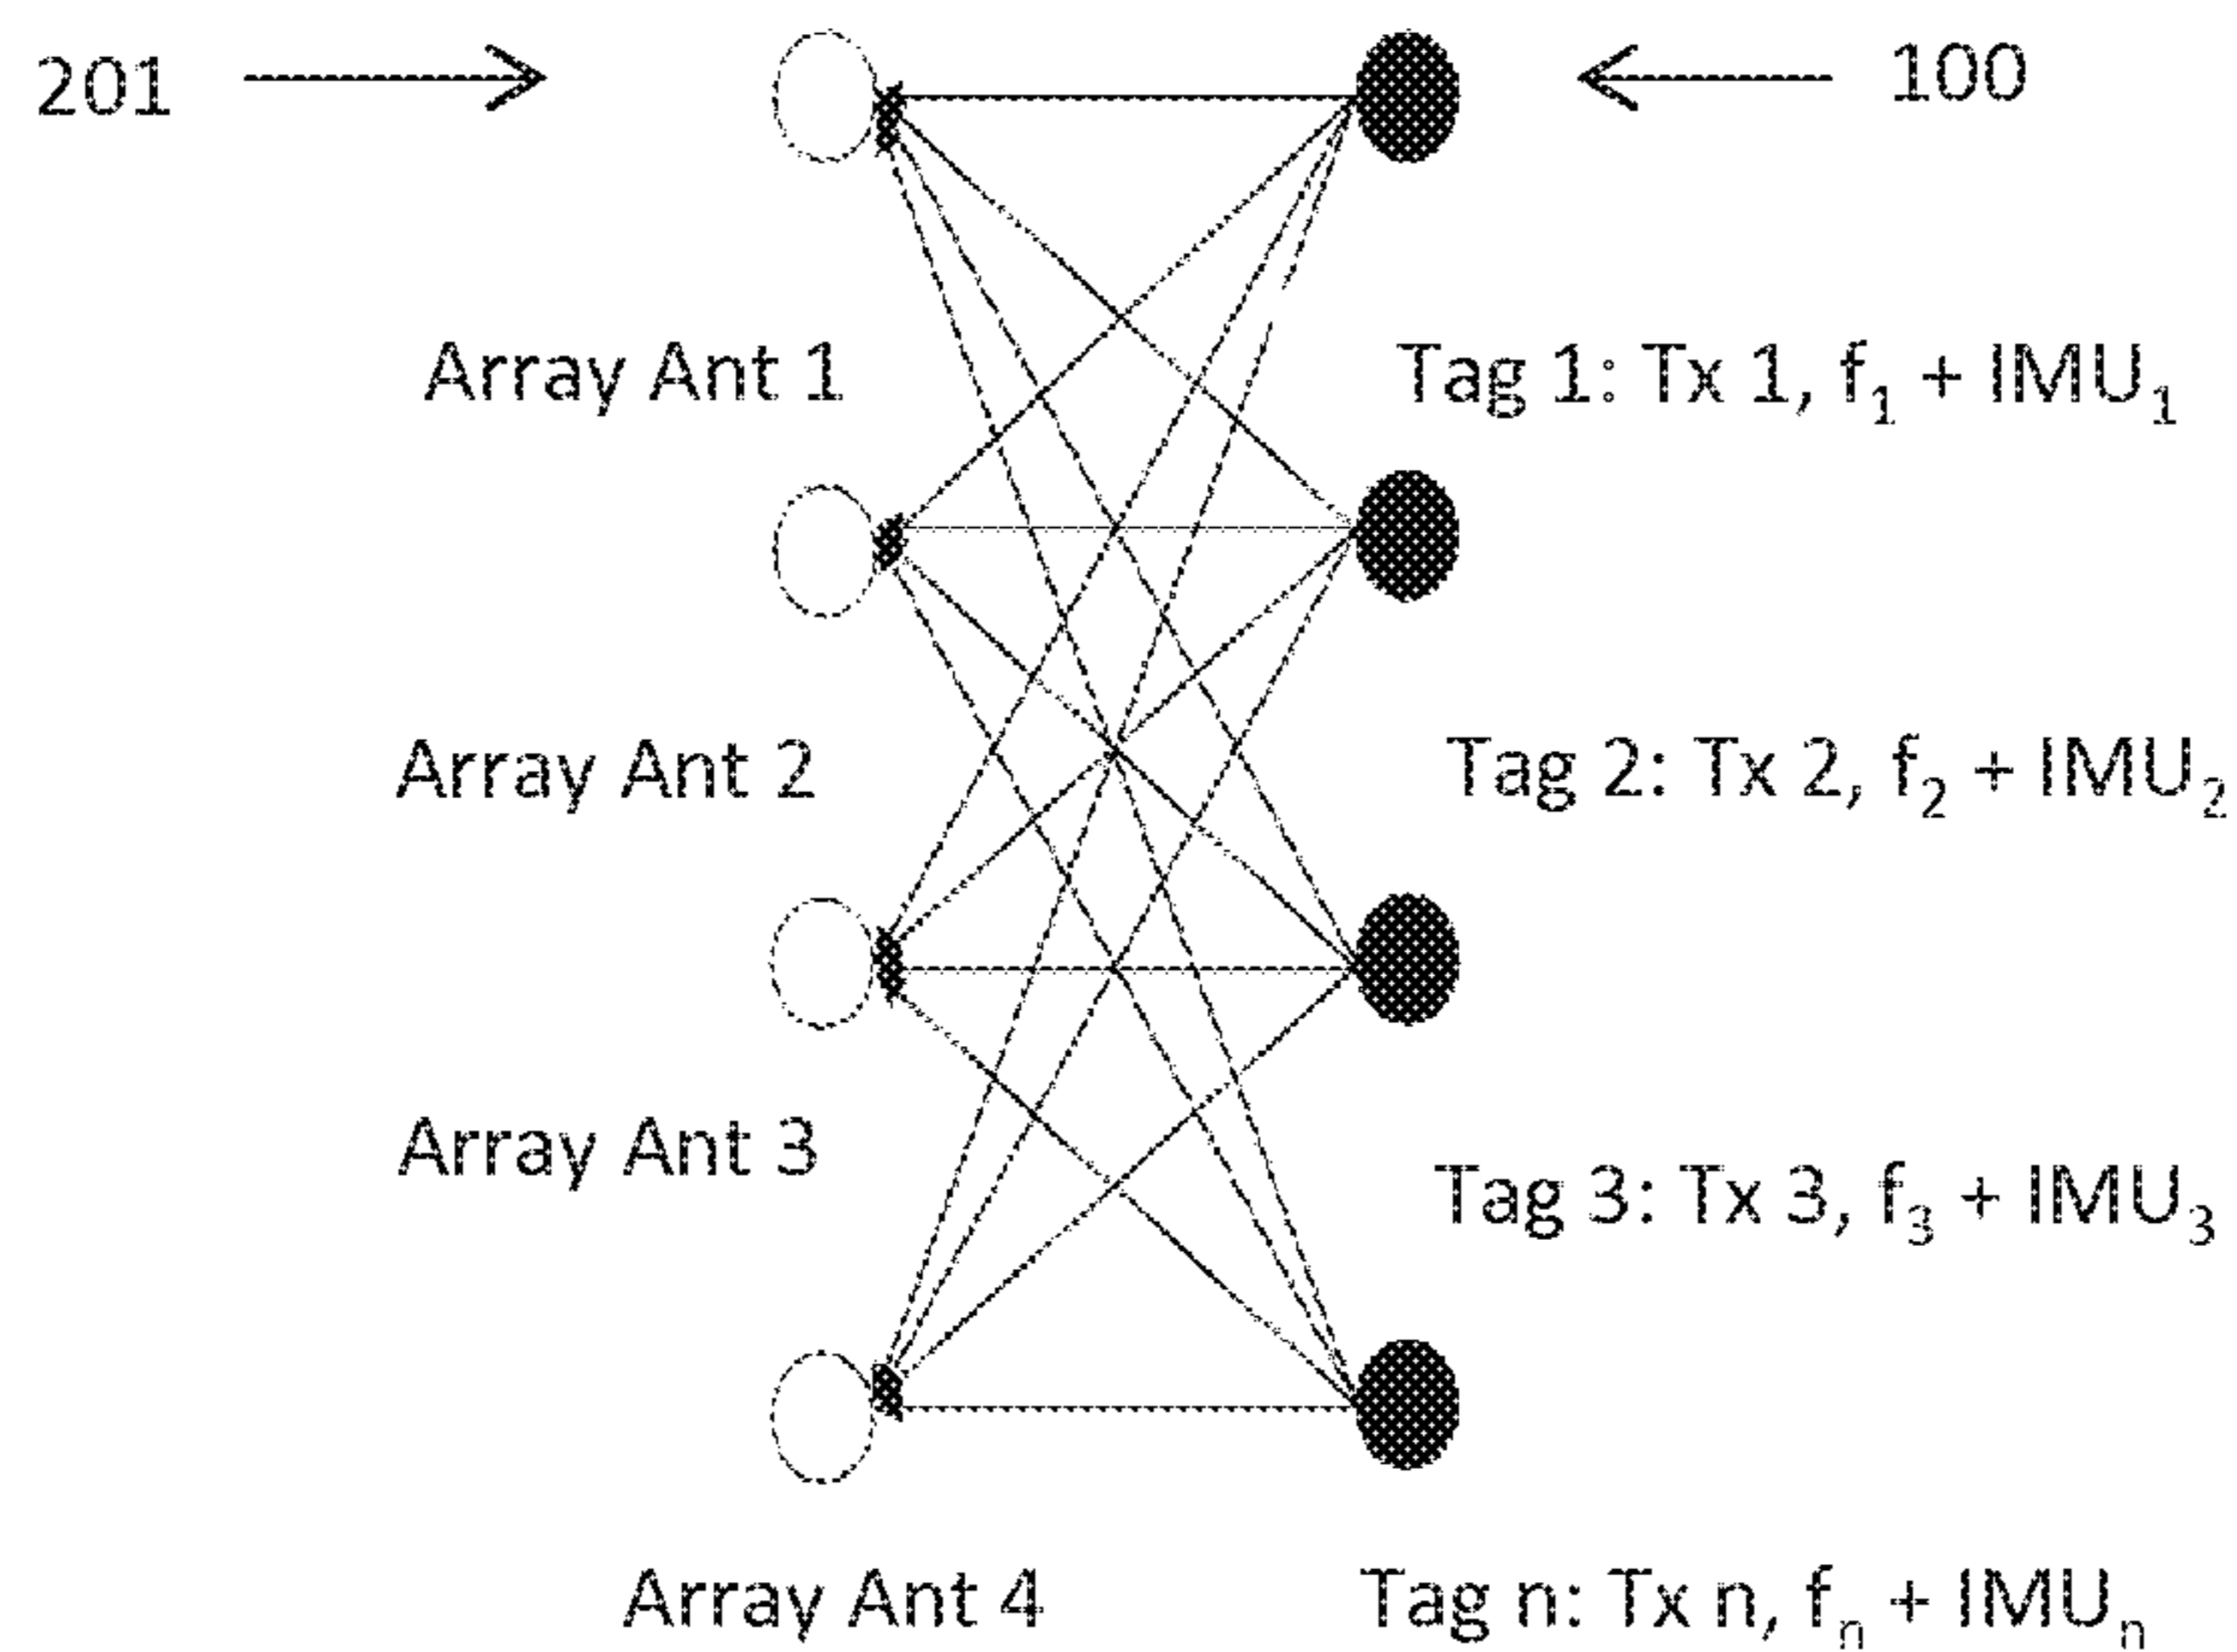 201
100
Array Ant 1
Tag 1: Tx 1, f₁ + IMU₁
Array Ant 2
Tag 2: Tx 2, f₂ + IMU₂
Array Ant 3
Tag 3: Tx 3, f₃ + IMU₃
Array Ant 4
Tag n: Tx n, fₙ + IMUₙ